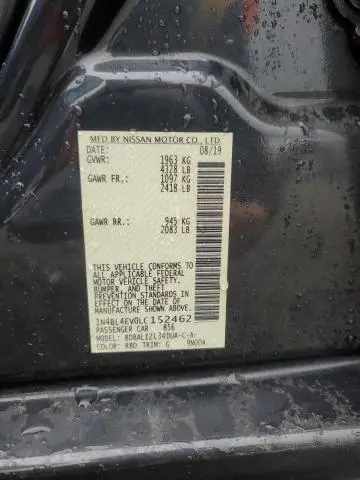 MFD BY NISSAN MOTOR CO., LTD
DATE: 08/19
GVWR: 1963 KG
4328 LB
GAWR FR: 1097 KG
2418 LB
GAWR RR: 945 KG
2083 LB
THIS VEHICLE CONFORMS TO
ALL APPLICABLE FEDERAL
MOTOR VEHICLE SAFETY,
BUMPER, AND THEFT
PREVENTION STANDARDS IN
EFFECT ON THE DATE OF
MANUFACTURE SHOWN ABOVE.
1N4BL4EV0LC152462
PASSENGER CAR 856
MODEL: BDBALIZL34DUA-C-A-
COLOR: RBD TRIM: G 9N00A